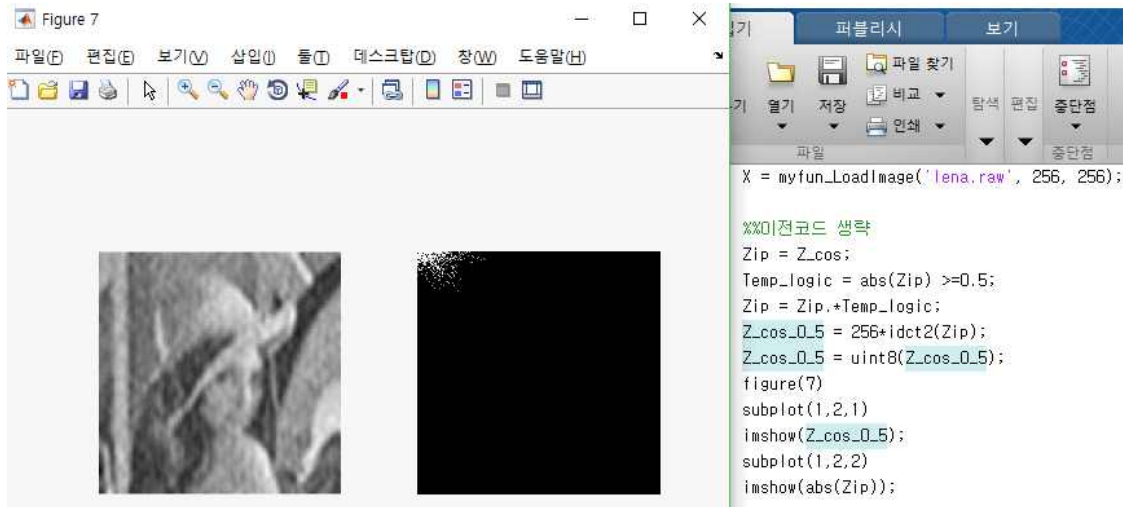 Figure 7
파일(F) 편집(E) 보기(V) 삽입(I) 툴(T) 데스크탑(D) 창(W) 도움말(H)
퍼블리시 보기
파일 찾기
열기 저장 비교 탐색 편집 중단점
인쇄
파일 중단점
X = myfun_LoadImage('lena.raw', 256, 256);
%%이전코드 생략
Zip = Z_cos;
Temp_logic = abs(Zip) >=0.5;
Zip = Zip.*Temp_logic;
Z_cos_0_5 = 256*idct2(Zip);
Z_cos_0_5 = uint8(Z_cos_0_5);
figure(7)
subplot(1,2,1)
imshow(Z_cos_0_5);
subplot(1,2,2)
imshow(abs(Zip));